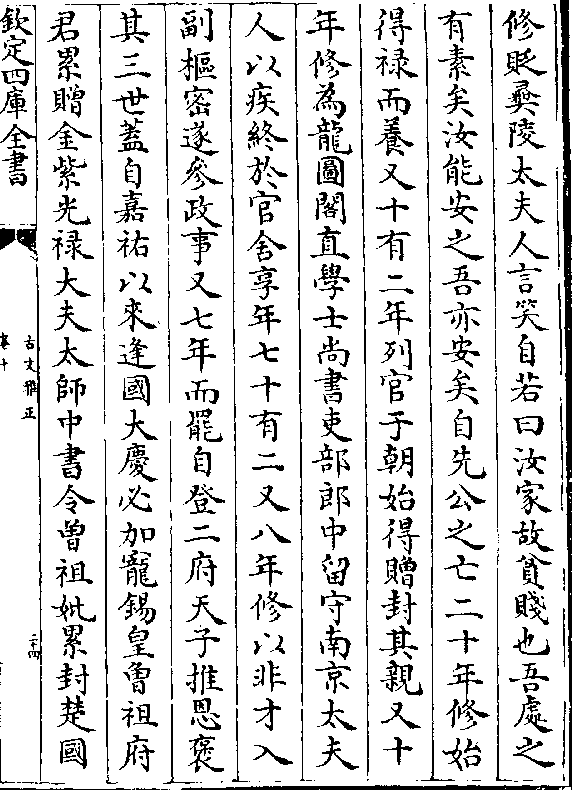 修貶彝陵太夫人言笑自若曰汝家故貧賤也吾處之
有素矣汝能安之吾亦安矣自先公之亡二十年修始
得禄而養又十有二年列官于朝始得贈封其親又十
年修為龍圖閣直學士尚書吏部郎中留守南京太夫
人以疾終於官舍享年七十有二又八年修以非才入
副樞密遂參政事又七年而罷自登二府天子推恩褒
其三世蓋自嘉祐以來逢國大慶必加寵錫皇曾祖府
君累贈金紫光禄大夫太師中書令曾祖妣累封楚國
欽定四庫全書
古文雅正
卷十
二十四